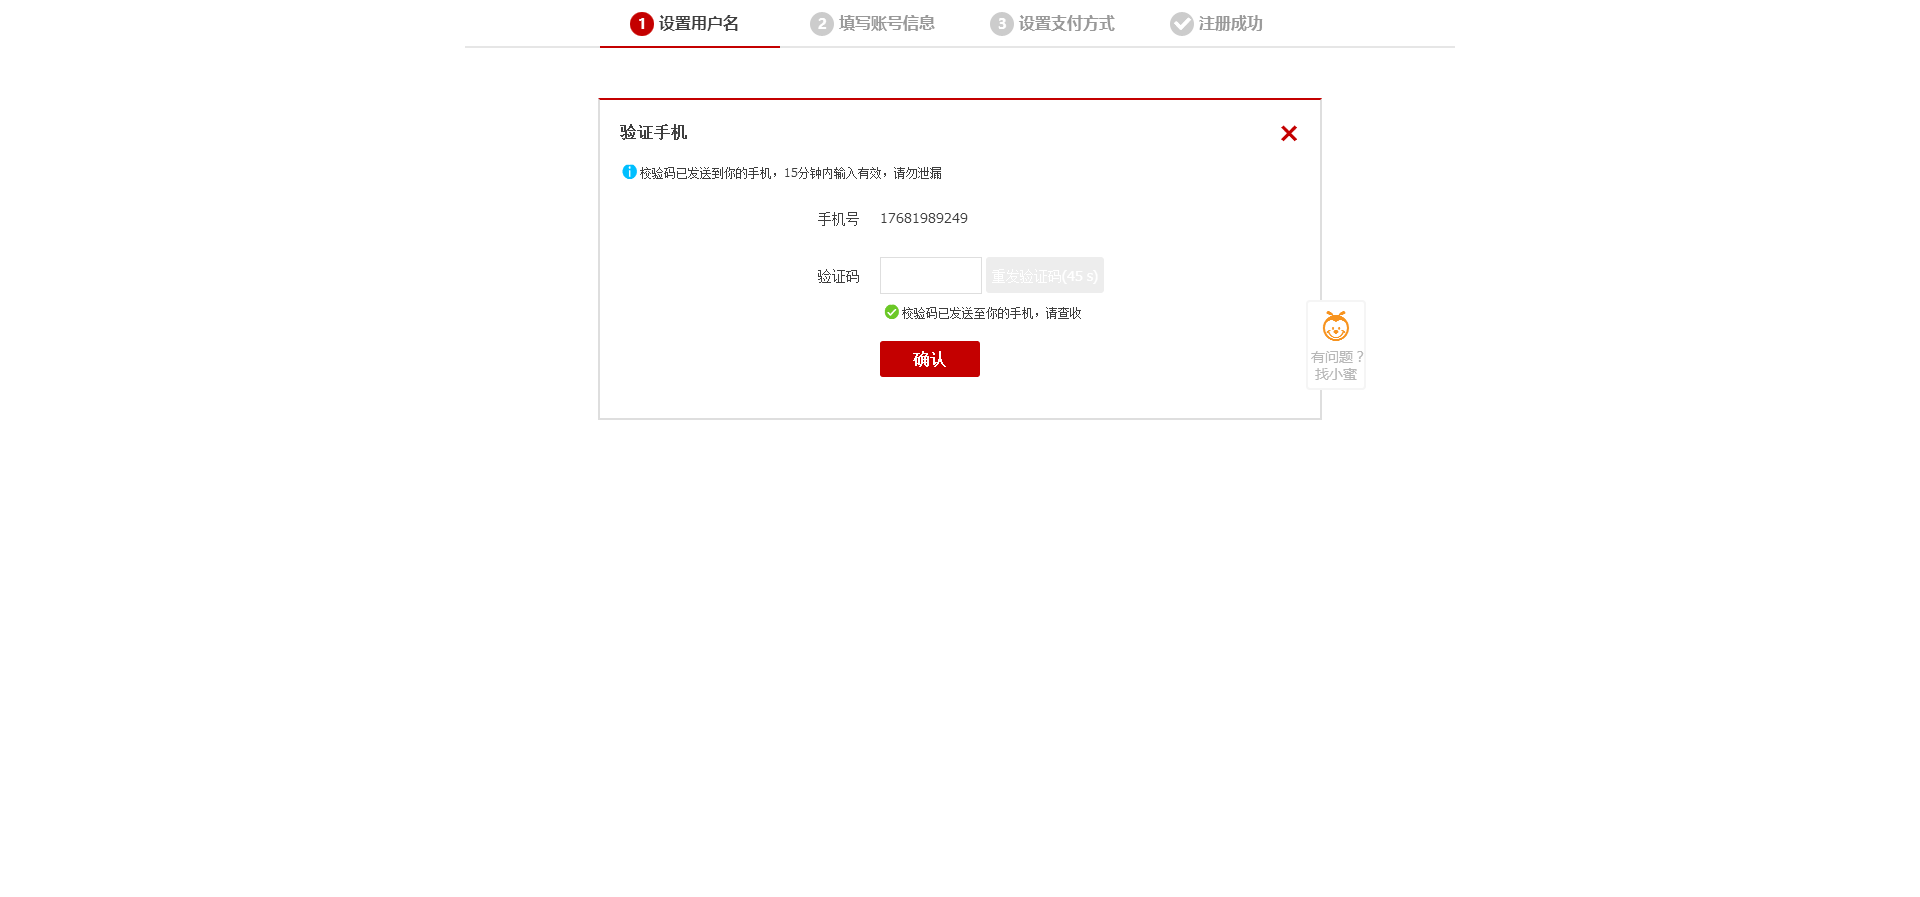 1 设置用户名 2 填写账号信息 3 设置支付方式 注册成功
验证手机
校验码已发送到你的手机，15分钟内输入有效，请勿泄漏
手机号 17681989249
验证码 重发验证码(45 s)
校验码已发送至你的手机，请查收
确认
有问题？
找小蜜